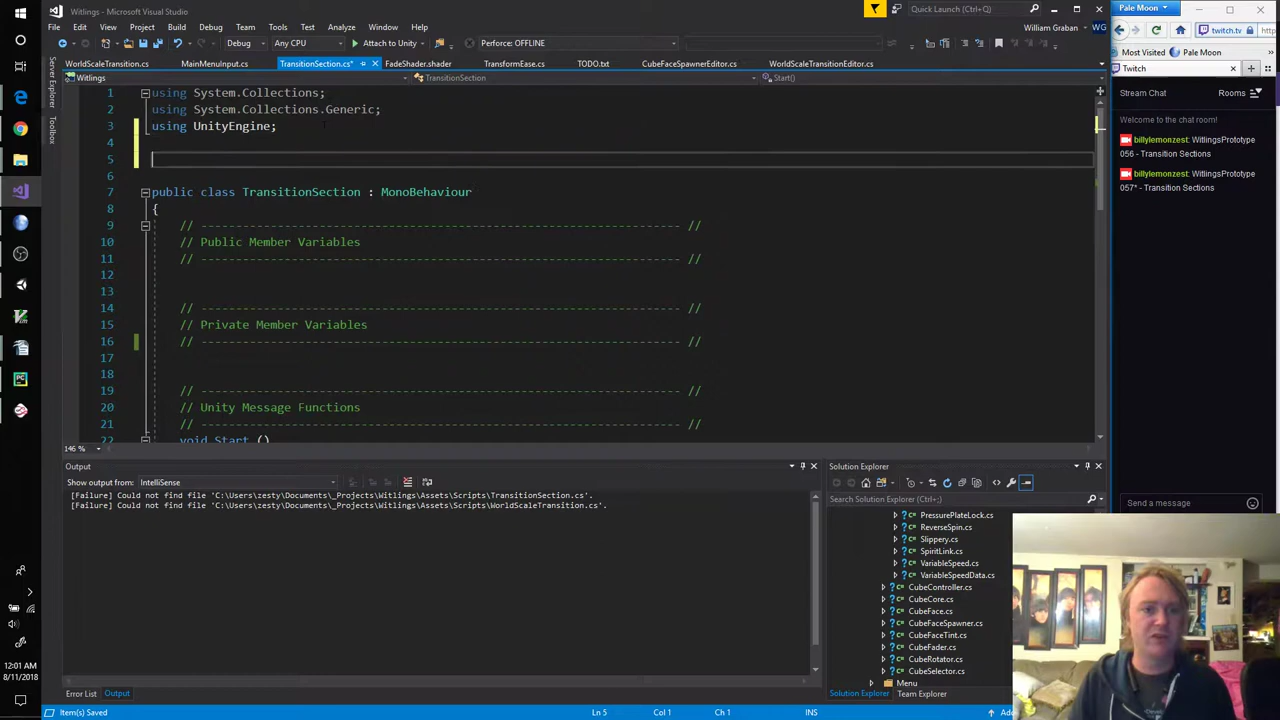 Witlings - Microsoft Visual Studio
Quick Launch (Ctrl+Q)
Pale Moon
File Edit View Project Build Debug Team Tools Test Analyze Window Help
William Graban WG
Debug Any CPU Attach to Unity Perforce: OFFLINE
twitch.tv
Most Visited Pale Moon
WorldScaleTransition.cs MainMenuInput.cs TransitionSection.cs* FadeShader.shader TransformEase.cs TODO.txt CubeFaceSpawnerEditor.cs WorldScaleTransitionEditor.cs
Twitch
Witlings TransitionSection Start()
Server Explorer
Toolbox
Stream Chat Rooms
Welcome to the chat room!
billylemonzest: WitlingsPrototype
056 - Transition Sections
billylemonzest: WitlingsPrototype
057* - Transition Sections
1 using System.Collections;
2 using System.Collections.Generic;
3 using UnityEngine;
4
5
6
7 public class TransitionSection : MonoBehaviour
8 {
9 // --------------------------------------------------------------------- //
10 // Public Member Variables
11 // --------------------------------------------------------------------- //
12
13
14 // --------------------------------------------------------------------- //
15 // Private Member Variables
16 // --------------------------------------------------------------------- //
17
18
19 // --------------------------------------------------------------------- //
20 // Unity Message Functions
21 // --------------------------------------------------------------------- //
22 void Start ()
146 %
Output
Show output from: IntelliSense
[Failure] Could not find file 'C:\Users\zesty\Documents\_Projects\Witlings\Assets\Scripts\TransitionSection.cs'.
[Failure] Could not find file 'C:\Users\zesty\Documents\_Projects\Witlings\Assets\Scripts\WorldScaleTransition.cs'.
Solution Explorer
Search Solution Explorer (Ctrl+;)
PressurePlateLock.cs
ReverseSpin.cs
Slippery.cs
SpiritLink.cs
VariableSpeed.cs
VariableSpeedData.cs
CubeController.cs
CubeCore.cs
CubeFace.cs
CubeFaceSpawner.cs
CubeFaceTint.cs
CubeFader.cs
CubeRotator.cs
CubeSelector.cs
Menu
Send a message
Error List Output
Solution Explorer Team Explorer
12:01 AM
8/11/2018
Item(s) Saved Ln 5 Col 1 Ch 1 INS